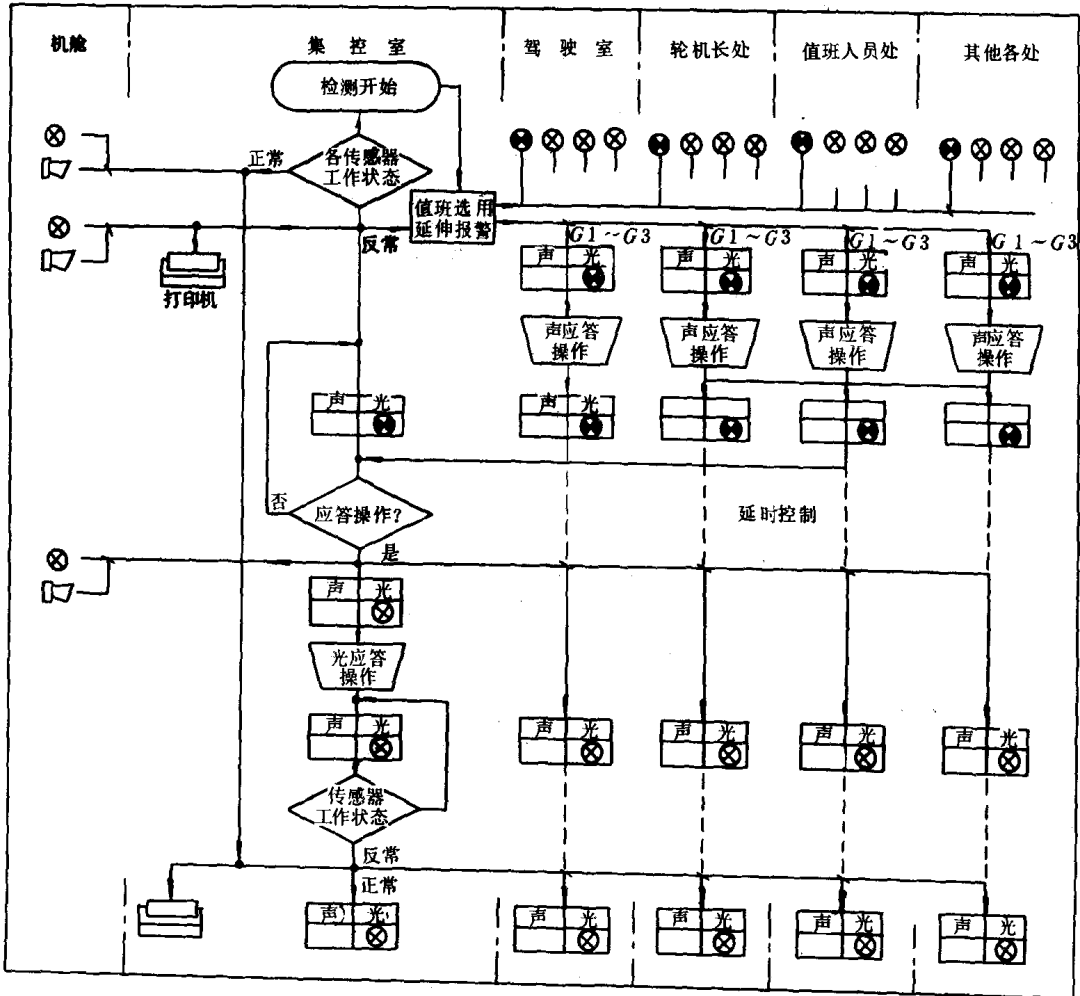 机舱
集控室
驾驶室
轮机长处
值班人员处
其他各处
检测开始
正常
各传感器
工作状态
值班选用
延伸报警
反常
打印机
G1~G3
G1~G3
G1~G3
G1~G3
声 光
声 光
声 光
声 光
声应答
操作
声应答
操作
声应答
操作
声应答
操作
声 光
声 光
否
应答操作?
延时控制
是
声 光
光应答
操作
声 光
声 光
声 光
声 光
声 光
传感器
工作状态
反常
正常
声 光
声 光
声 光
声 光
声 光